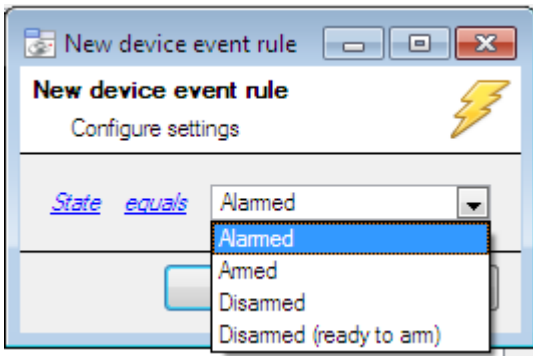 New device event rule
New device event rule
Configure settings
State equals Alarmed
Alarmed
Armed
Disarmed
Disarmed (ready to arm)